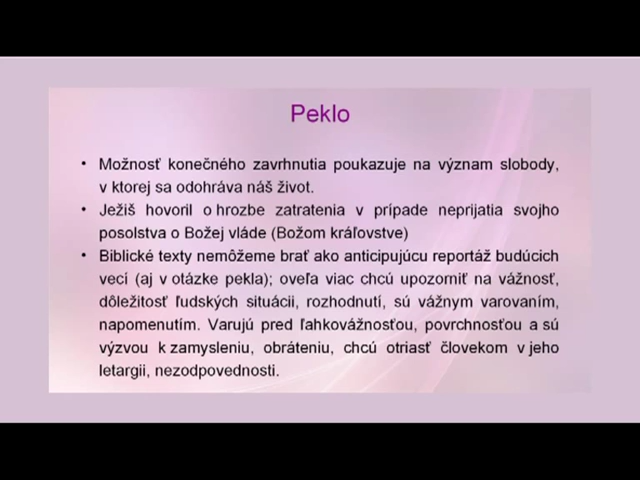 Peklo
• Možnosť konečného zavrhnutia poukazuje na význam slobody,
v ktorej sa odohráva náš život.
• Ježiš hovoril o hrozbe zatratenia v prípade neprijatia svojho
posolstva o Božej vláde (Božom kráľovstve)
• Biblické texty nemôžeme brať ako anticipujúcu reportáž budúcich
vecí (aj v otázke pekla); oveľa viac chcú upozorniť na vážnosť,
dôležitosť ľudských situácii, rozhodnutí, sú vážnym varovaním,
napomenutím. Varujú pred ľahkovážnosťou, povrchnosťou a sú
výzvou k zamysleniu, obráteniu, chcú otriasť človekom v jeho
letargii, nezodpovednosti.